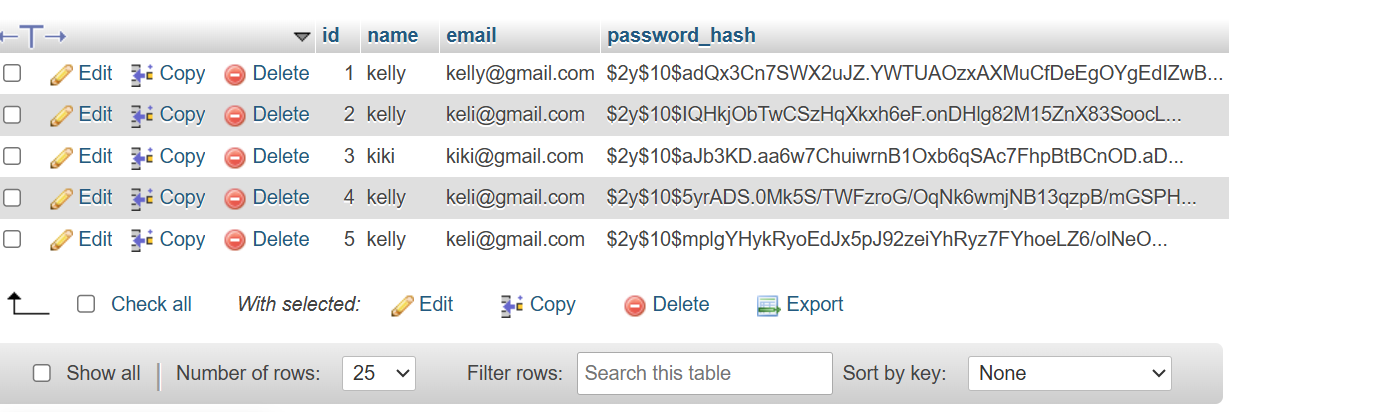 id name email password_hash
Edit Copy Delete 1 kelly kelly@gmail.com $2y$10$adQx3Cn7SWX2uJZ.YWTUAOzxAXMuCfDeEgOYgEdIZwB...
Edit Copy Delete 2 kelly keli@gmail.com $2y$10$IQHkjObTwCSzHqXkxh6eF.onDHlg82M15ZnX83SoocL...
Edit Copy Delete 3 kiki kiki@gmail.com $2y$10$aJb3KD.aa6w7ChuiwrnB1Oxb6qSAc7FhpBtBCnOD.aD...
Edit Copy Delete 4 kelly keli@gmail.com $2y$10$5yrADS.0Mk5S/TWFzroG/OqNk6wmjNB13qzpB/mGSPH...
Edit Copy Delete 5 kelly keli@gmail.com $2y$10$mplgYHykRyoEdJx5pJ92zeiYhRyz7FYhoeLZ6/olNeO...
Check all With selected: Edit Copy Delete Export
Show all Number of rows: 25 Filter rows: Search this table Sort by key: None